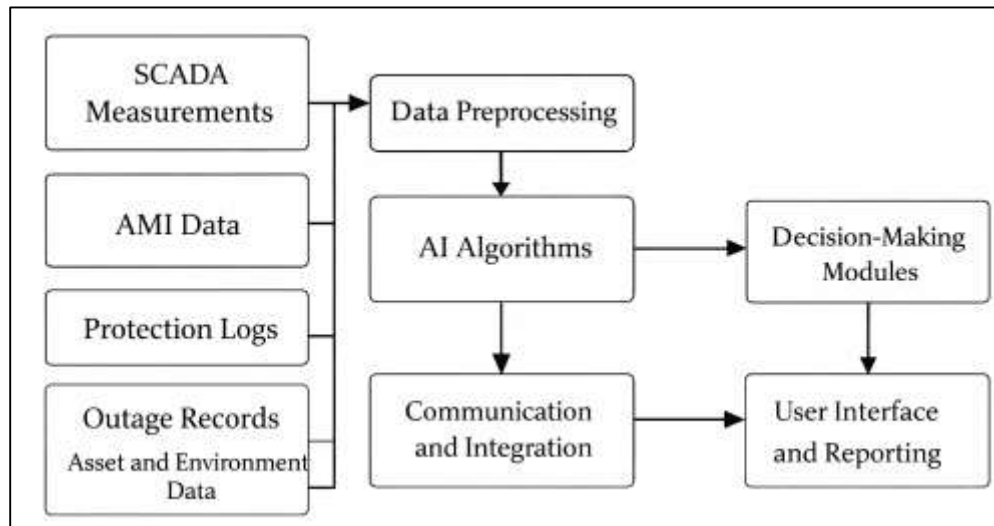 SCADA
Measurements
AMI Data
Protection Logs
Outage Records
Asset and Environment
Data
Data Preprocessing
AI Algorithms
Communication
and Integration
Decision-Making
Modules
User Interface
and Reporting